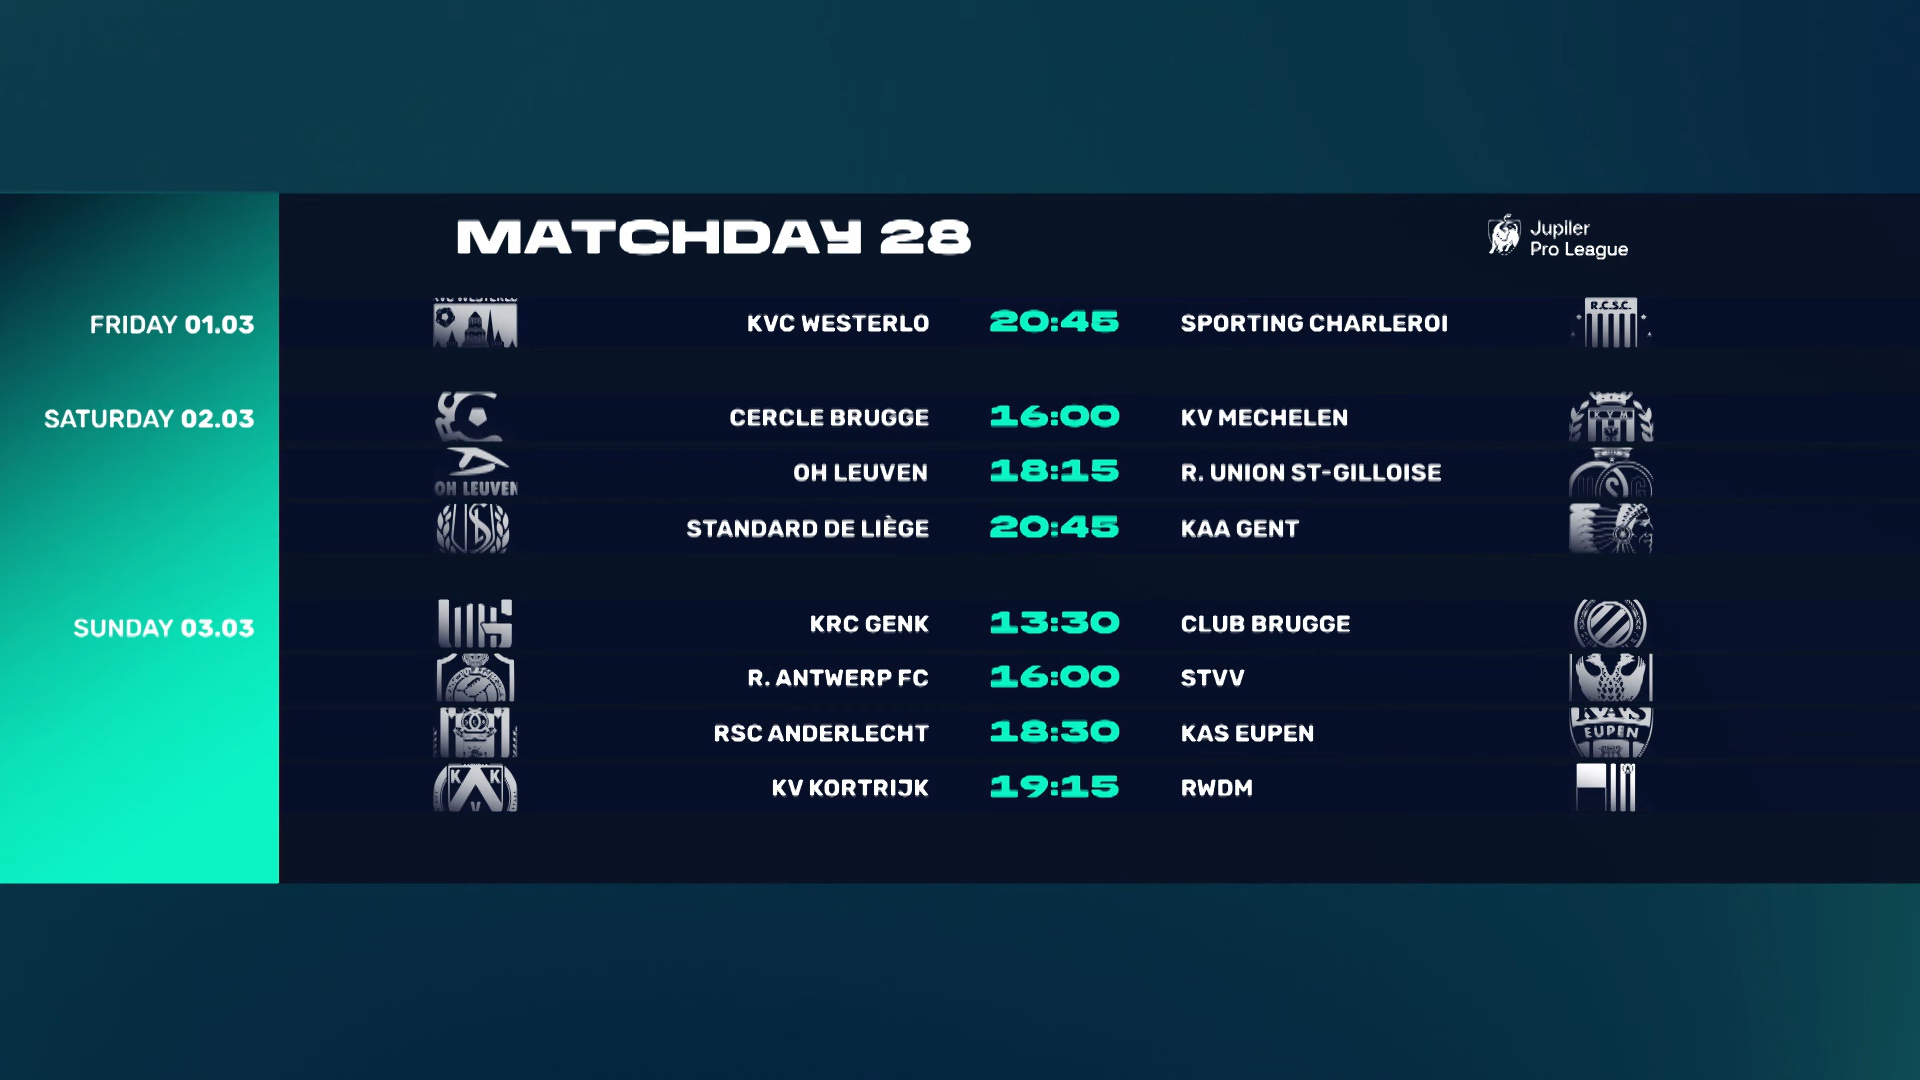 MATCHDAY 28
Jupiler
Pro League
FRIDAY 01.03
KVC WESTERLO 20:45 SPORTING CHARLEROI
R.C.S.C.
SATURDAY 02.03
CERCLE BRUGGE 16:00 KV MECHELEN
K V M
OH LEUVEN
OH LEUVEN 18:15 R. UNION ST-GILLOISE
STANDARD DE LIÈGE 20:45 KAA GENT
SUNDAY 03.03
KRC GENK 13:30 CLUB BRUGGE
R. ANTWERP FC 16:00 STVV
RSC ANDERLECHT 18:30 KAS EUPEN
KAS
EUPEN
K K
V
KV KORTRIJK 19:15 RWDM